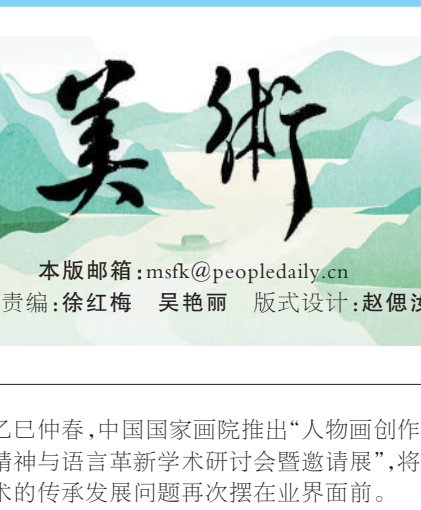 美術
本版邮箱:msfk@peopledaily.cn
责编:徐红梅 吴艳丽 版式设计:赵偲汝
乙巳仲春,中国国家画院推出“人物画创作
精神与语言革新学术研讨会暨邀请展”,将
术的传承发展问题再次摆在业界面前。